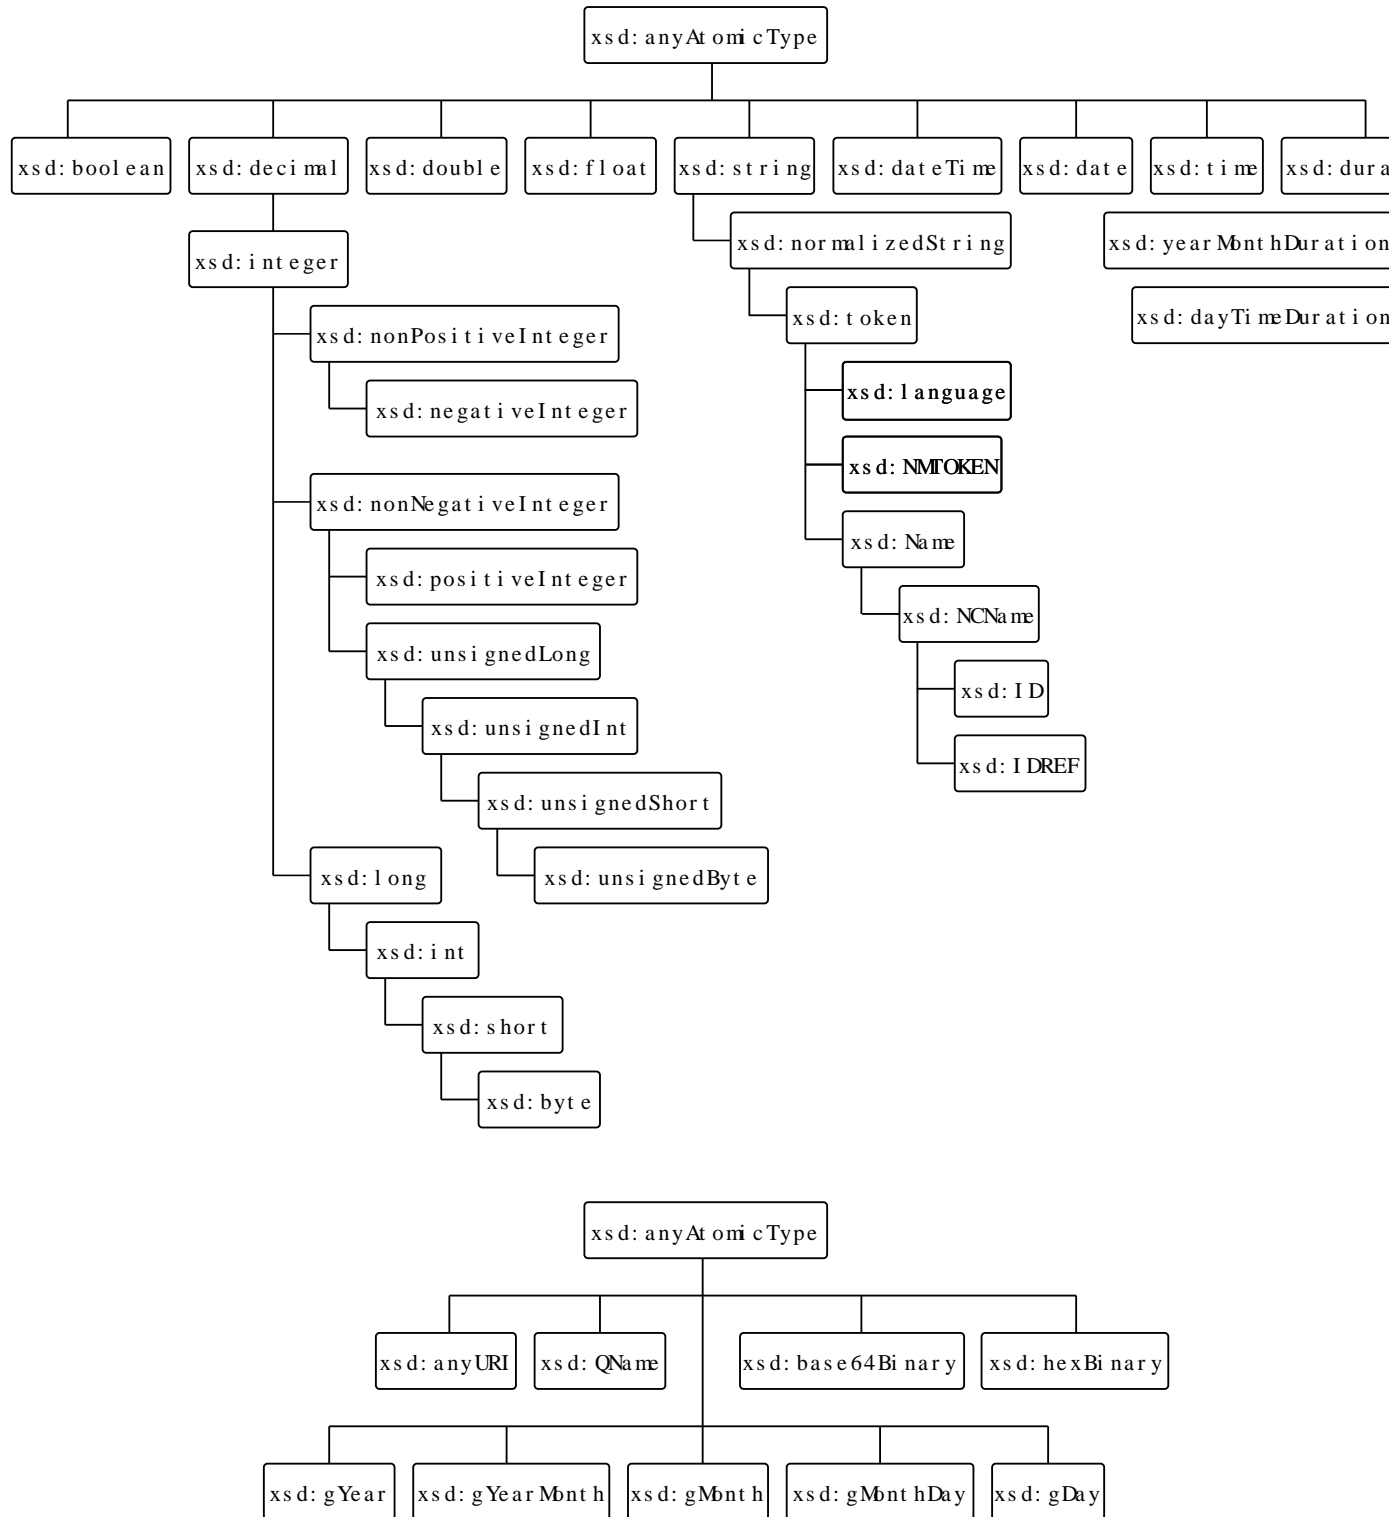 xsd:anyAtomicType
xsd:boolean xsd:decimal xsd:double xsd:float xsd:string xsd:dateTime xsd:date xsd:time xsd:dura
xsd:normalizedString xsd:yearMonthDuration
xsd:integer
xsd:nonPositiveInteger xsd:token xsd:dayTimeDuration
xsd:language
xsd:negativeInteger
xsd:NMTOKEN
xsd:nonNegativeInteger
xsd:Name
xsd:positiveInteger
xsd:NCName
xsd:unsignedLong
xsd:ID
xsd:unsignedInt
xsd:IDREF
xsd:unsignedShort
xsd:long xsd:unsignedByte
xsd:int
xsd:short
xsd:byte
xsd:anyAtomicType
xsd:anyURI xsd:QName xsd:base64Binary xsd:hexBinary
xsd:gYear xsd:gYearMonth xsd:gMonth xsd:gMonthDay xsd:gDay